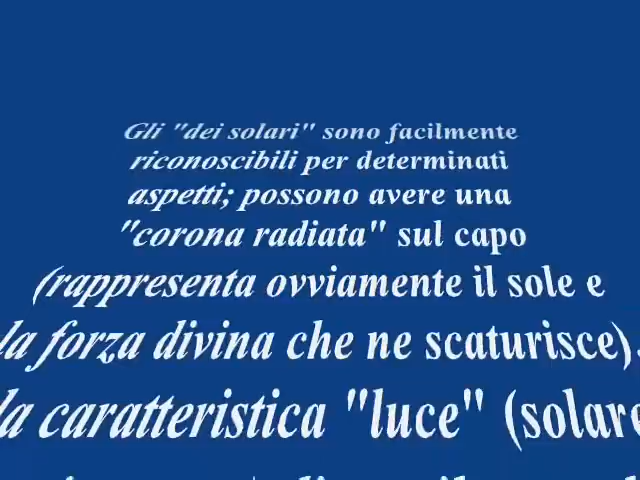 Gli "dei solari" sono facilmente
riconoscibili per determinati
aspetti; possono avere una
"corona radiata" sul capo
(rappresenta ovviamente il sole e
la forza divina che ne scaturisce),
la caratteristica "luce" (solare